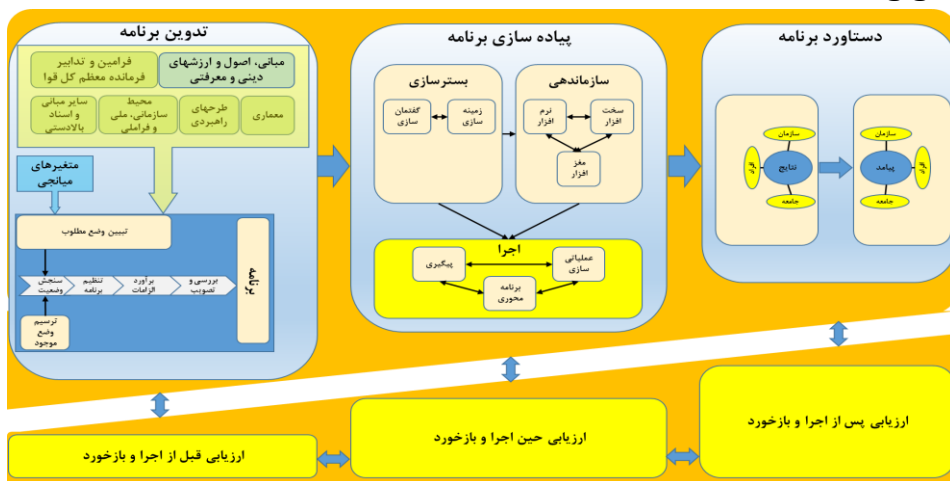 تدوین برنامه
مبانی، اصول و ارزشهای
دینی و معرفتی
فرامین و تدابیر
فرمانده معظم کل قوا
معماری
طرحهای
راهبردی
محیط
سازمانی، ملی
و فراملی
سایر مبانی
و اسناد
بالادستی
متغیرهای
میانجی
تبیین وضع مطلوب
برنامه
سنجش
وضعیت
تنظیم
برنامه
برآورد
الزامات
بررسی و
تصویب
ترسیم
وضع
موجود
پیاده سازی برنامه
بسترسازی
زمینه
سازی
گفتمان
سازی
سازماندهی
سخت
افزار
نرم
افزار
مغز
افزار
اجرا
عملیاتی
سازی
پیگیری
برنامه
محوری
دستاورد برنامه
سازمان
افراد
نتایج
جامعه
سازمان
پیامد
افراد
جامعه
ارزیابی قبل از اجرا و بازخورد
ارزیابی حین اجرا و بازخورد
ارزیابی پس از اجرا و بازخورد